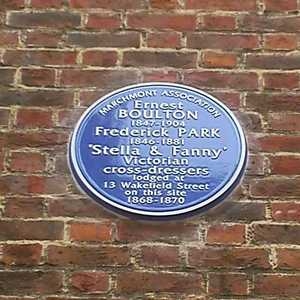 MARCHMONT ASSOCIATION
Ernest
BOULTON
1847-1904
Frederick PARK
1846-1881
"Stella & Fanny"
Victorian
cross-dressers
lodged at
13 Wakefield Street
on this site
1868-1870